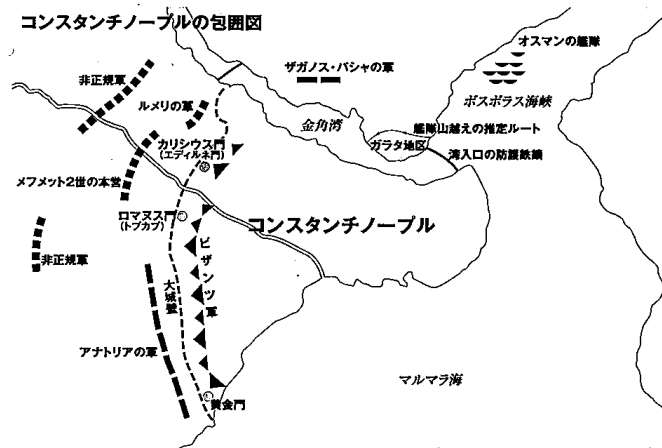 コンスタンチノープルの包囲図
オスマンの艦隊
ザガノス・パシャの軍
非正規軍
ルメリの軍
ボスポラス海峡
金角湾
艦隊山越えの推定ルート
ガラタ地区
湾入口の防護鉄鎖
カリシウス門
(エディルネ門)
メフメット2世の本営
ロマヌス門
(トプカプ)
コンスタンチノープル
ビザンツ軍
非正規軍
大城壁
アナトリアの軍
マルマラ海
黄金門